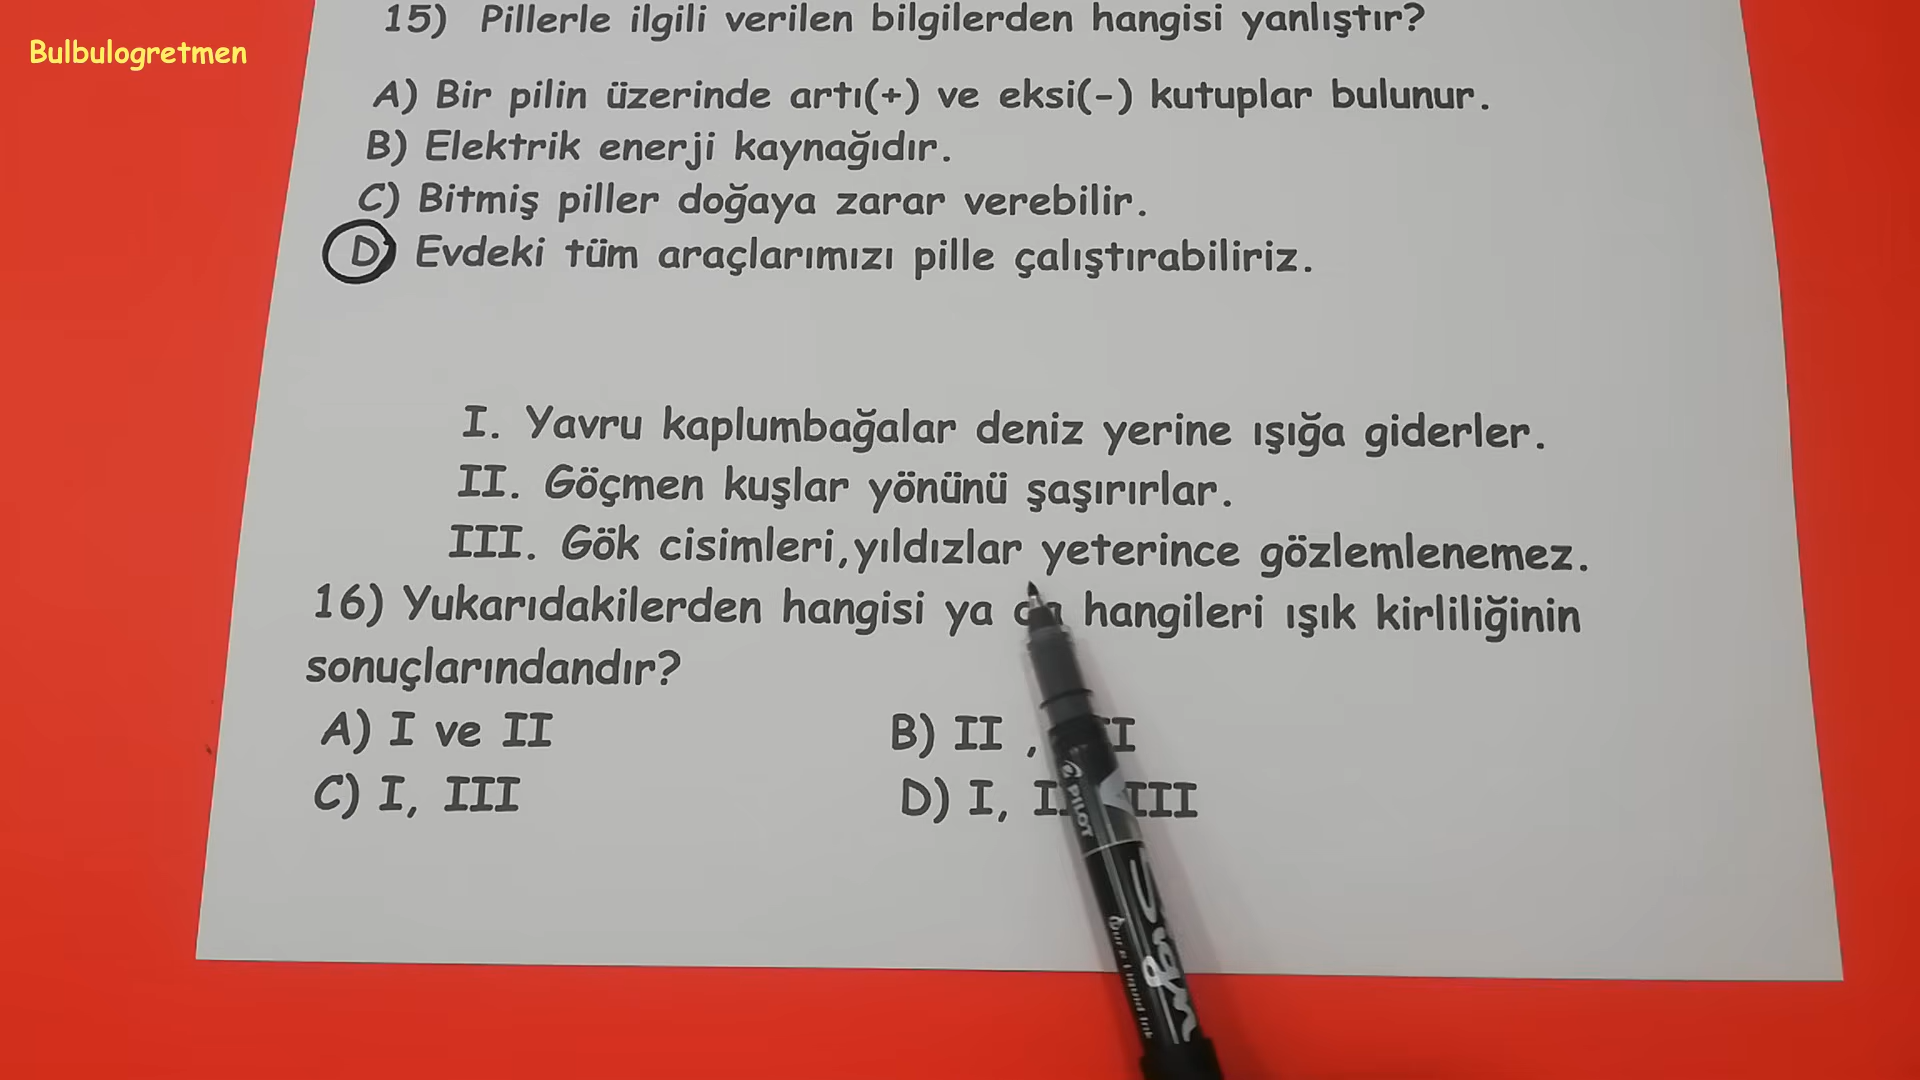 Bulbulogretmen
15) Pillerle ilgili verilen bilgilerden hangisi yanlıştır?
A) Bir pilin üzerinde artı(+) ve eksi(-) kutuplar bulunur.
B) Elektrik enerji kaynağıdır.
C) Bitmiş piller doğaya zarar verebilir.
D) Evdeki tüm araçlarımızı pille çalıştırabiliriz.
I. Yavru kaplumbağalar deniz yerine ışığa giderler.
II. Göçmen kuşlar yönünü şaşırırlar.
III. Gök cisimleri,yıldızlar yeterince gözlemlenemez.
16) Yukarıdakilerden hangisi ya da hangileri ışık kirliliğinin
sonuçlarındandır?
A) I ve II
B) II ,
C) I, III
D) I, III
PILOT
Sign